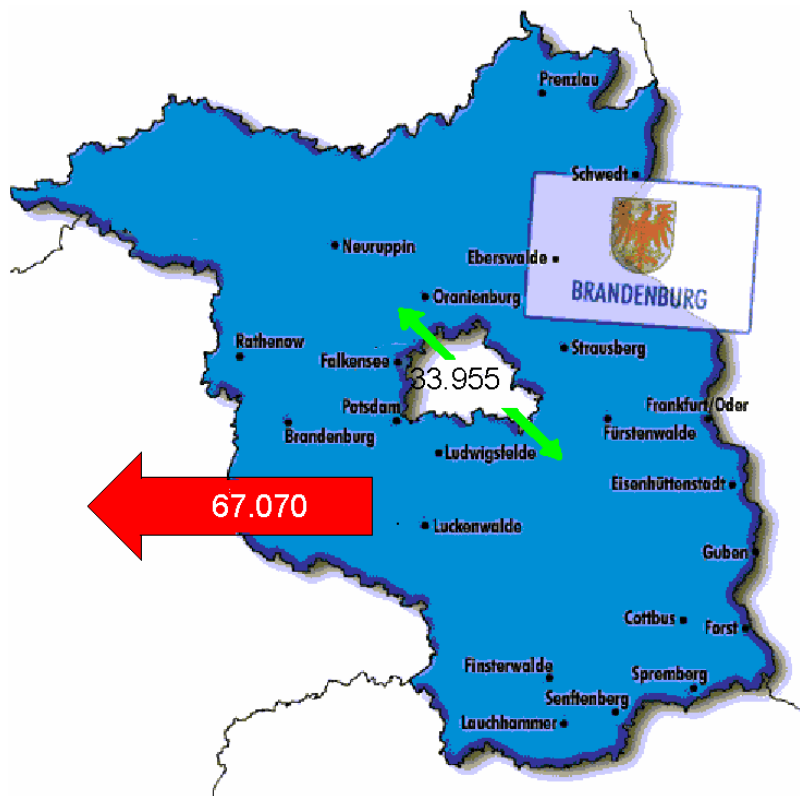 Prenzlau
Schwedt
Neuruppin
Eberswalde
BRANDENBURG
Oranienburg
Rathenow
Strausberg
Falkensee
33.955
Potsdam
Frankfurt/Oder
Brandenburg
Fürstenwalde
Ludwigsfelde
Eisenhüttenstadt
67.070
Luckenwalde
Guben
Cottbus
Forst
Finsterwalde
Spremberg
Senftenberg
Lauchhammer